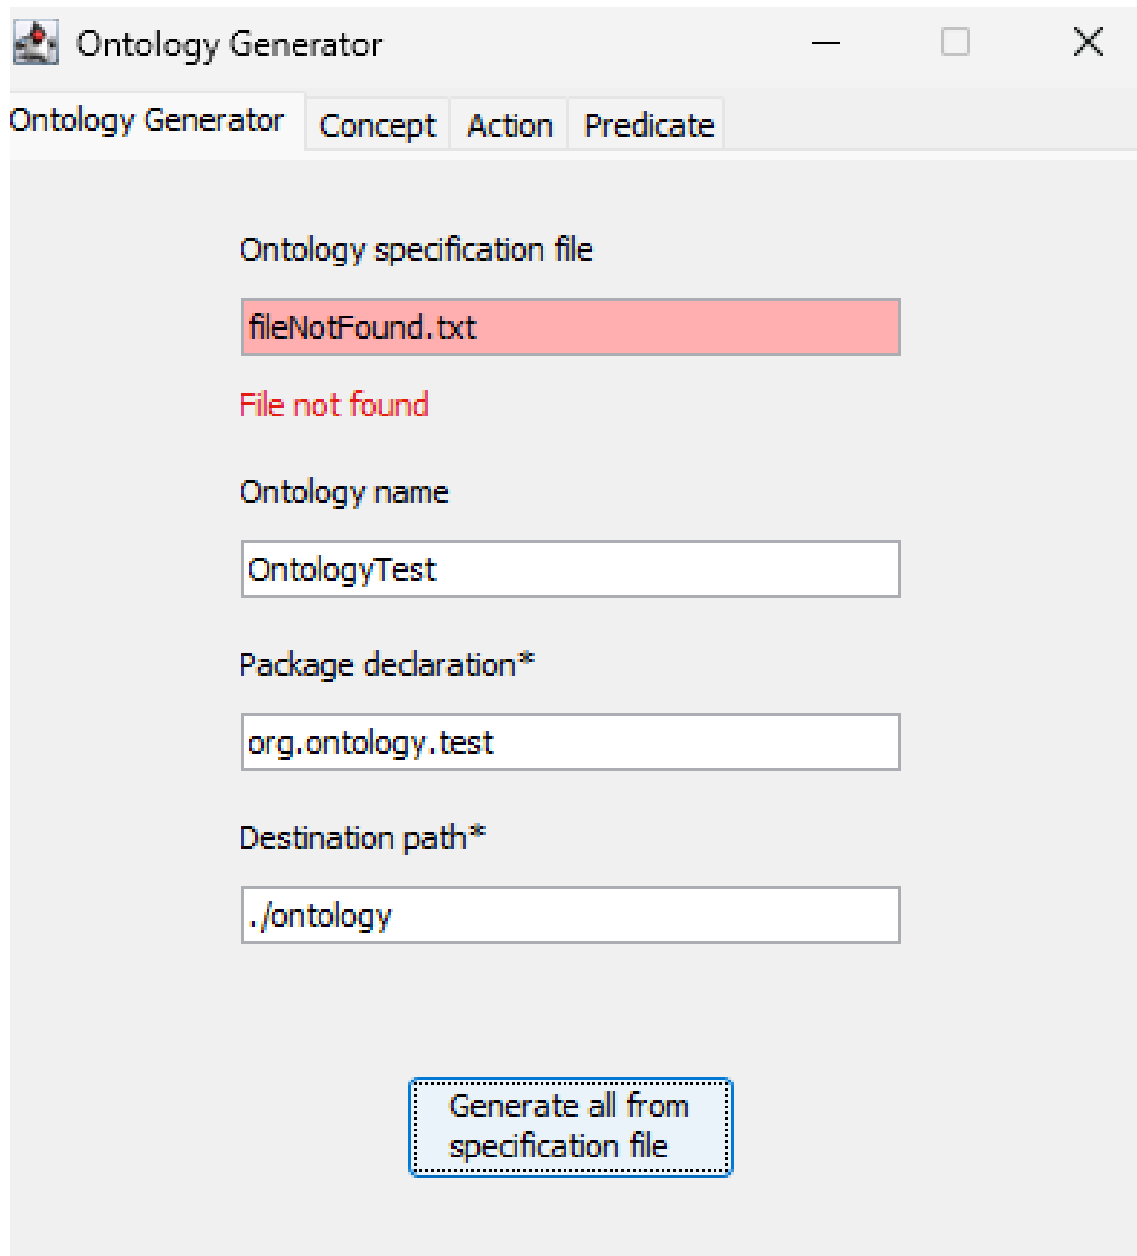 Ontology Generator
Ontology Generator Concept Action Predicate
Ontology specification file
fileNotFound.txt
File not found
Ontology name
OntologyTest
Package declaration*
org.ontology.test
Destination path*
./ontology
Generate all from
specification file